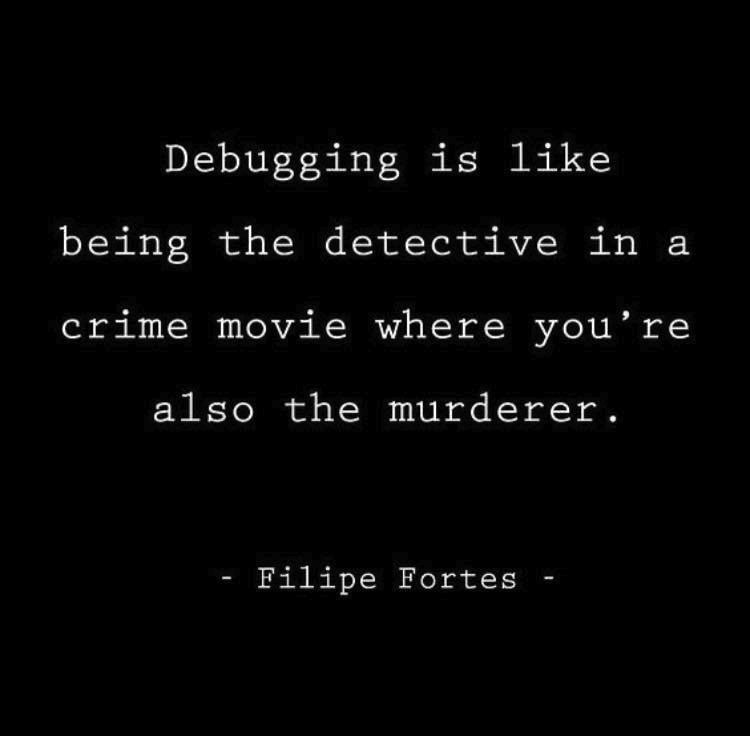 Debugging is like
being the detective in a
crime movie where you’re
also the murderer.
- Filipe Fortes -